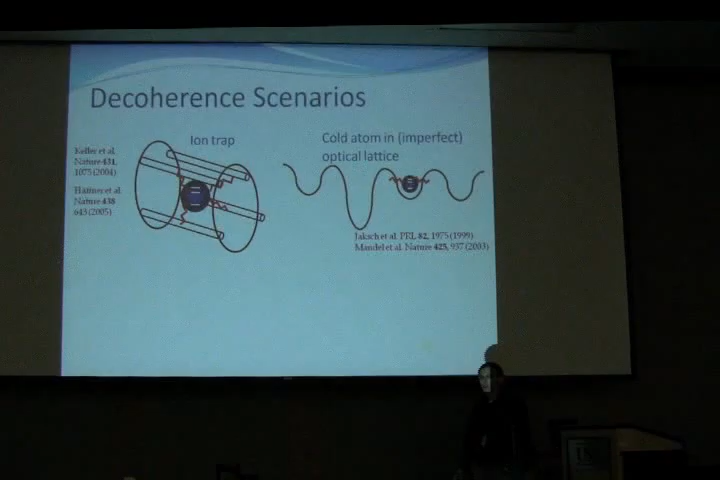 Decoherence Scenarios
Ion trap
Keller et al.
Nature 431,
1075 (2004)
Häffner et al.
Nature 438
643 (2005)
Cold atom in (imperfect)
optical lattice
Jaksch et al. PRL 82, 1975 (1999)
Mandel et al. Nature 425, 937 (2003)